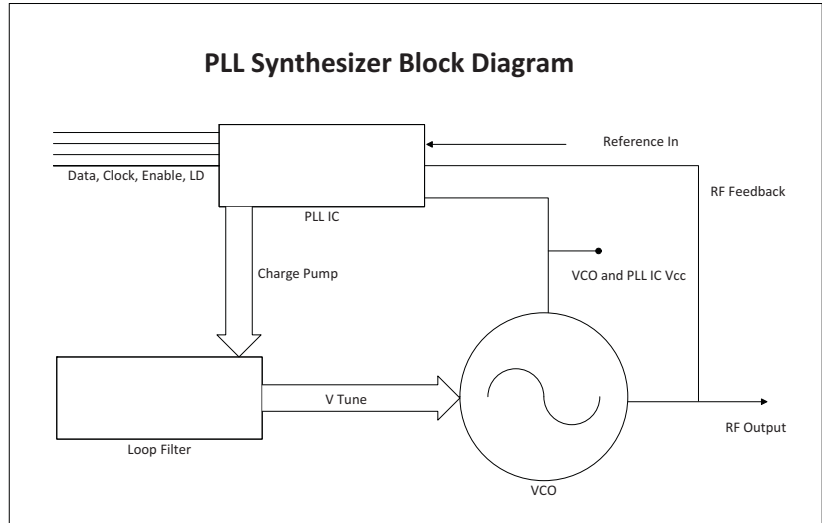 PLL Synthesizer Block Diagram
Reference In
Data, Clock, Enable, LD
RF Feedback
PLL IC
Charge Pump
VCO and PLL IC Vcc
V Tune
RF Output
Loop Filter
VCO